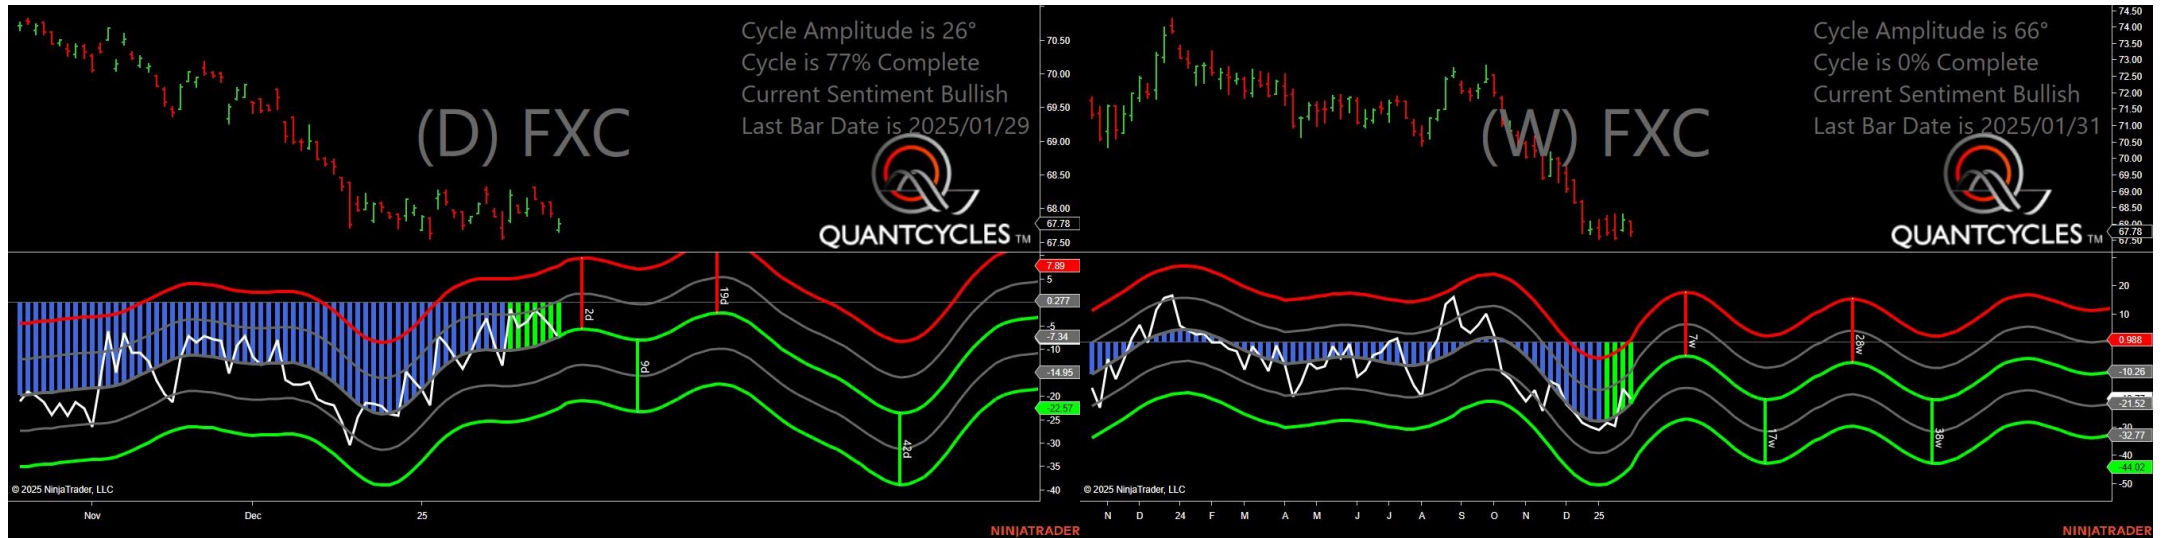 Cycle Amplitude is 26°
Cycle is 77% Complete
Current Sentiment Bullish
Last Bar Date is 2025/01/29
(D) FXC
QUANTCYCLES TM
70.50
70.00
69.50
69.00
68.50
68.00
67.78
67.50
7.89
5
0.277
-5
-7.34
-10
-14.95
-20
-22.57
-25
-30
-35
-40
2d
9d
19d
42d
© 2025 NinjaTrader, LLC
Nov
Dec
25
NINJATRADER
Cycle Amplitude is 66°
Cycle is 0% Complete
Current Sentiment Bullish
Last Bar Date is 2025/01/31
(W) FXC
QUANTCYCLES TM
74.50
74.00
73.50
73.00
72.50
72.00
71.50
71.00
70.50
70.00
69.50
69.00
68.50
68.00
67.78
67.50
20
10
0.988
-10.26
-21.52
-30
-32.77
-40
-44.02
-50
7w
17w
28w
38w
© 2025 NinjaTrader, LLC
N D 24 F M A M J J A S O N D 25
NINJATRADER